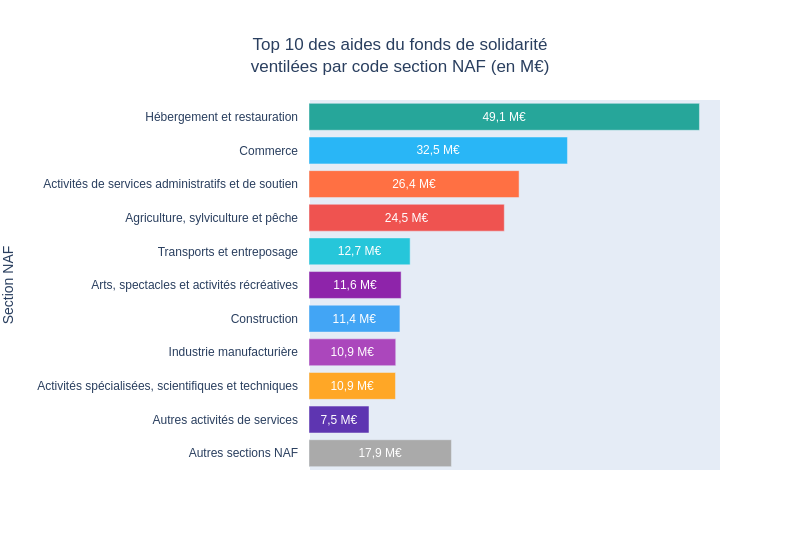 Top 10 des aides du fonds de solidarité
ventilées par code section NAF (en M€)
Section NAF
Hébergement et restauration 49,1 M€
Commerce 32,5 M€
Activités de services administratifs et de soutien 26,4 M€
Agriculture, sylviculture et pêche 24,5 M€
Transports et entreposage 12,7 M€
Arts, spectacles et activités récréatives 11,6 M€
Construction 11,4 M€
Industrie manufacturière 10,9 M€
Activités spécialisées, scientifiques et techniques 10,9 M€
Autres activités de services 7,5 M€
Autres sections NAF 17,9 M€